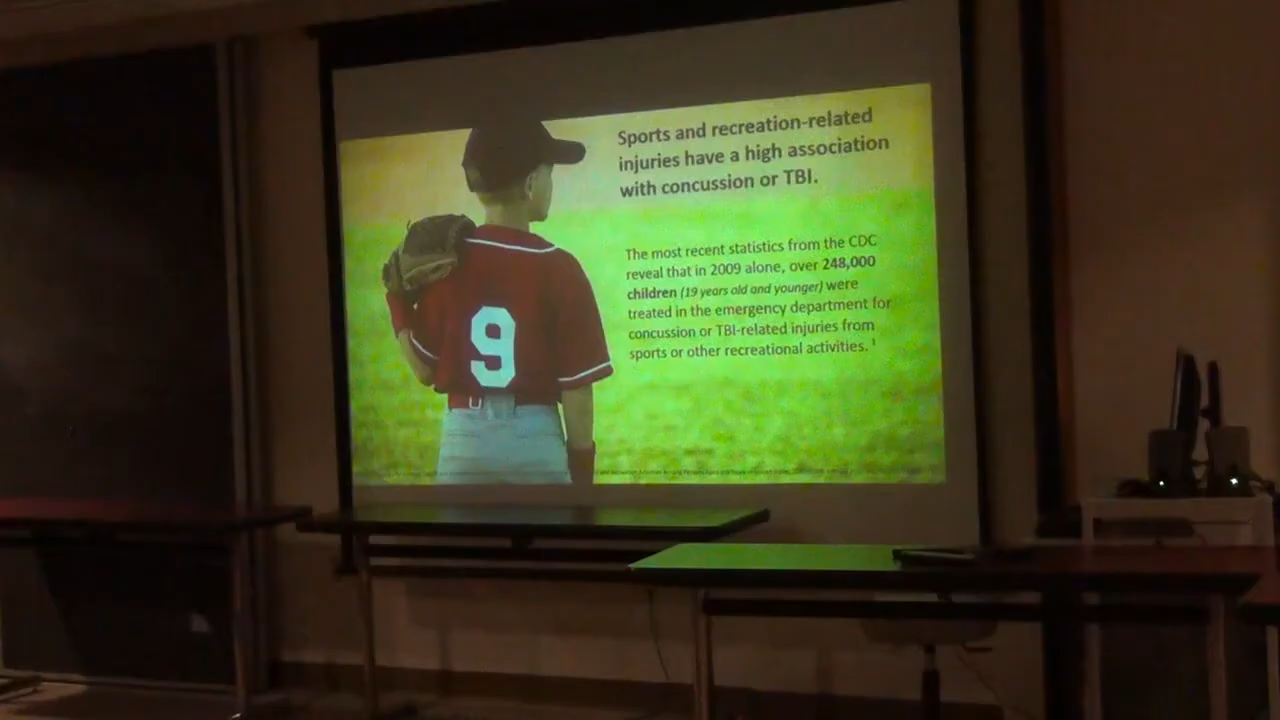 Sports and recreation-related
injuries have a high association
with concussion or TBI.
The most recent statistics from the CDC
reveal that in 2009 alone, over 248,000
children (19 years old and younger) were
treated in the emergency department for
concussion or TBI-related injuries from
sports or other recreational activities. 1
9